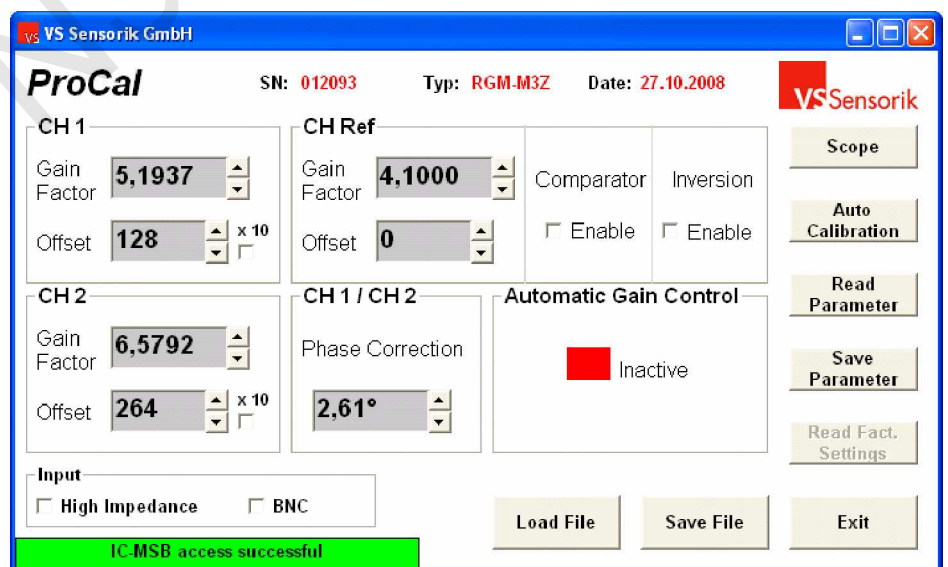 VS Sensorik GmbH
ProCal
SN: 012093
Typ: RGM-M3Z
Date: 27.10.2008
VS Sensorik
CH 1
Gain Factor
5,1937
Offset
128
x 10
CH Ref
Gain Factor
4,1000
Offset
0
Comparator
Enable
Inversion
Enable
CH 2
Gain Factor
6,5792
Offset
264
x 10
CH 1 / CH 2
Phase Correction
2,61°
Automatic Gain Control
Inactive
Input
High Impedance
BNC
Load File
Save File
Scope
Auto Calibration
Read Parameter
Save Parameter
Read Fact. Settings
Exit
IC-MSB access successful